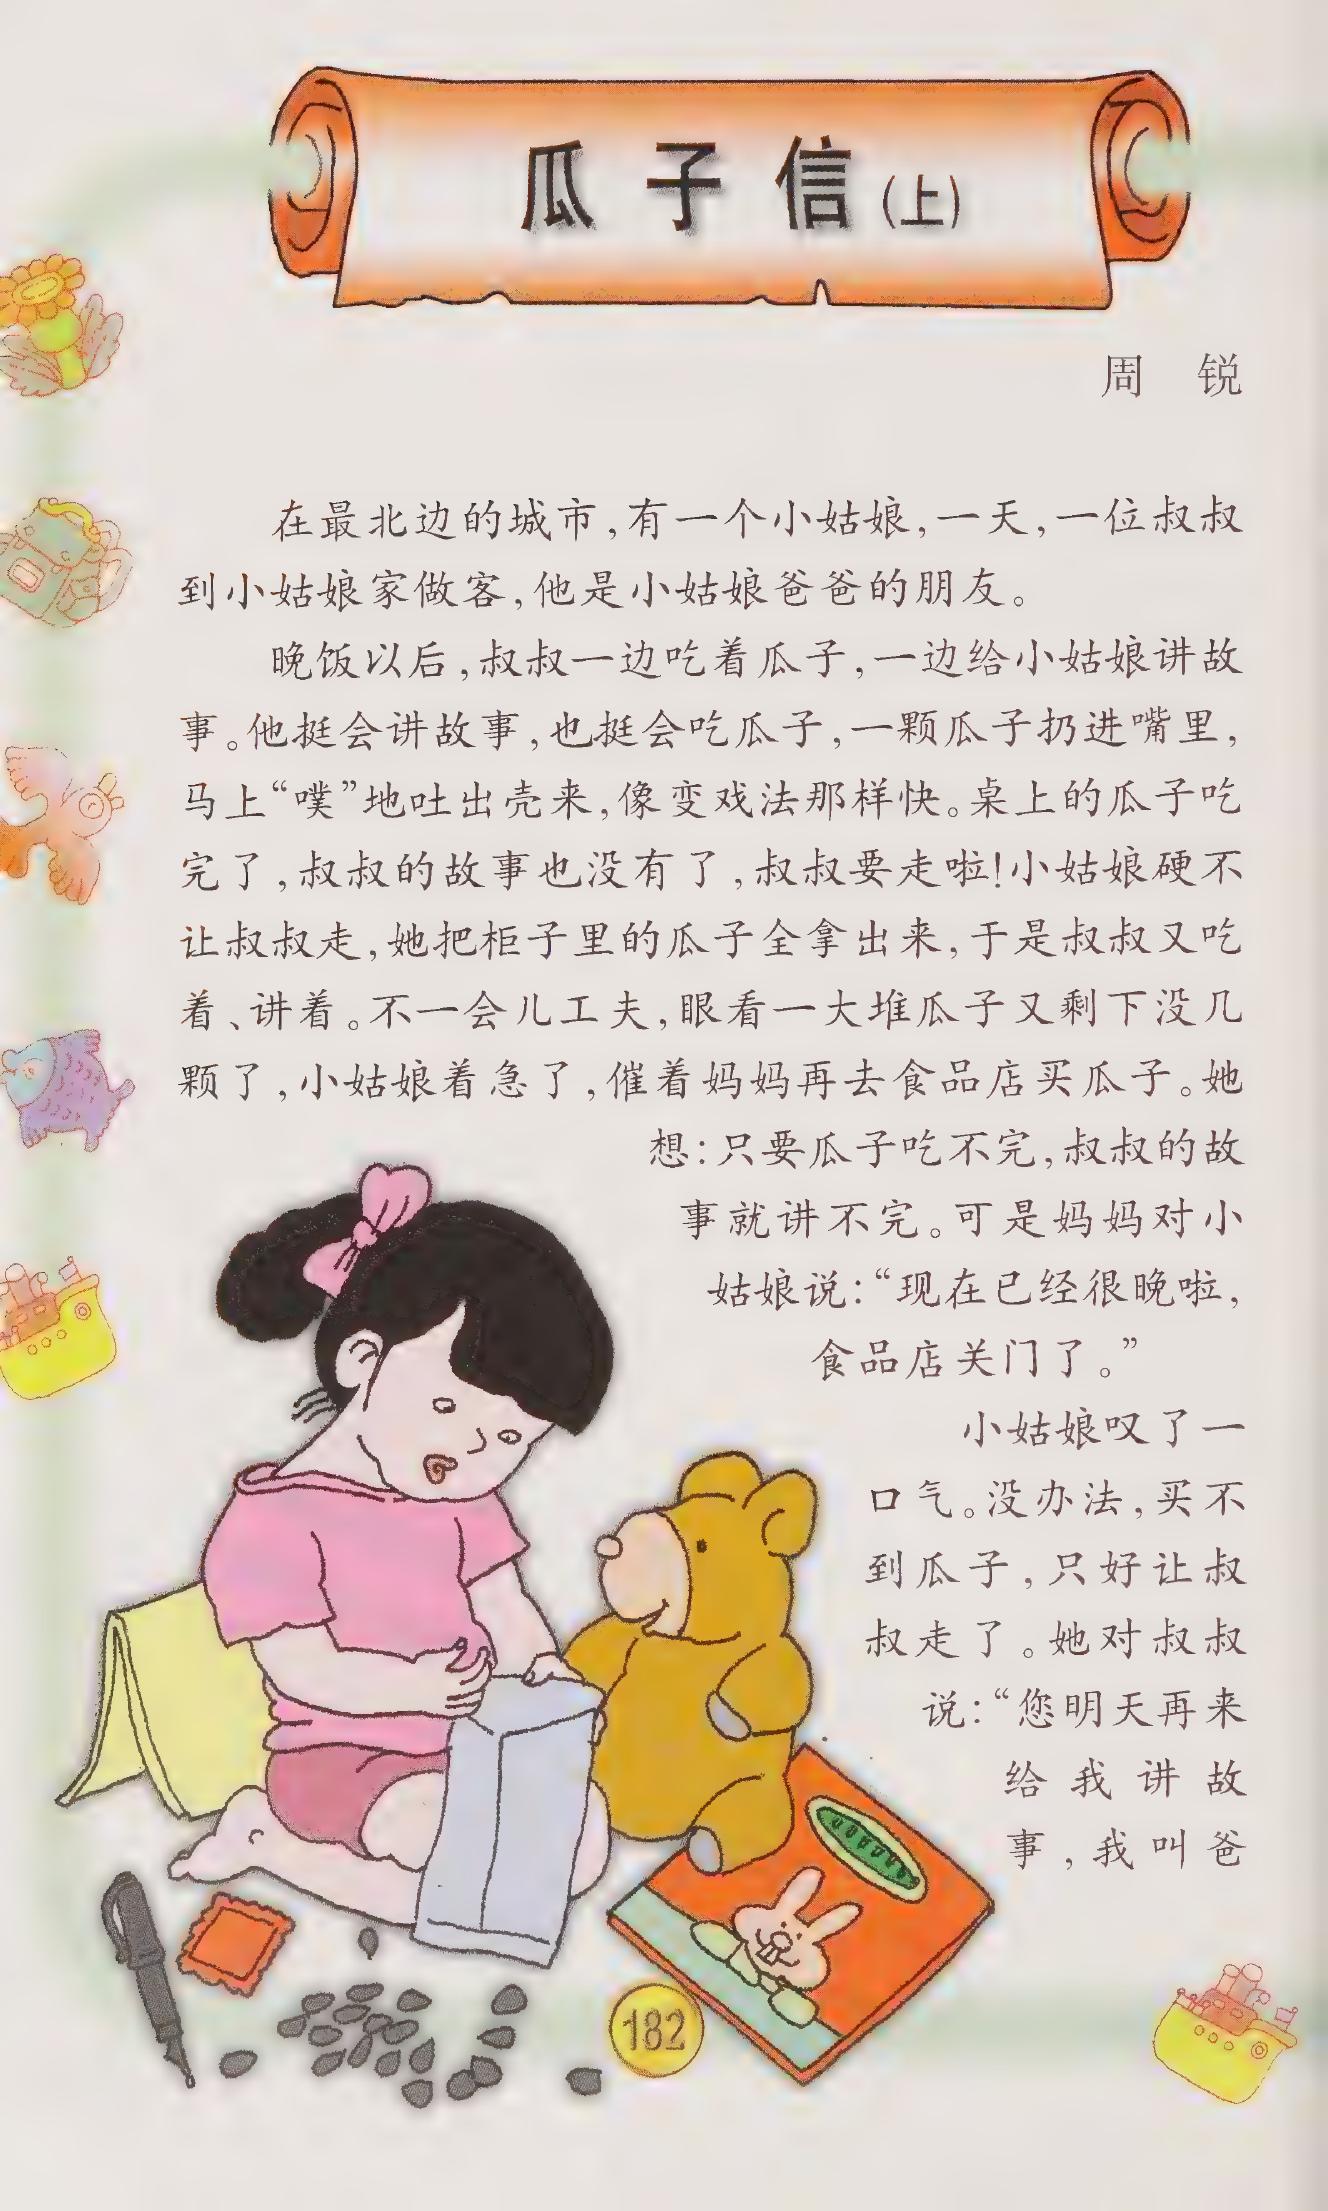 瓜子信(上)
周 锐
在最北边的城市,有一个小姑娘,一天,一位叔叔
到小姑娘家做客,他是小姑娘爸爸的朋友。
晚饭以后,叔叔一边吃着瓜子,一边给小姑娘讲故
事。他挺会讲故事,也挺会吃瓜子,一颗瓜子扔进嘴里,
马上“噗”地吐出壳来,像变戏法那样快。桌上的瓜子吃
完了,叔叔的故事也没有了,叔叔要走啦!小姑娘硬不
让叔叔走,她把柜子里的瓜子全拿出来,于是叔叔又吃
着、讲着。不一会儿工夫,眼看一大堆瓜子又剩下没几
颗了,小姑娘着急了,催着妈妈再去食品店买瓜子。她
想:只要瓜子吃不完,叔叔的故
事就讲不完。可是妈妈对小
姑娘说:“现在已经很晚啦,
食品店关门了。”
小姑娘叹了一
口气。没办法,买不
到瓜子,只好让叔
叔走了。她对叔叔
说:“您明天再来
给我讲故
事,我叫爸
182